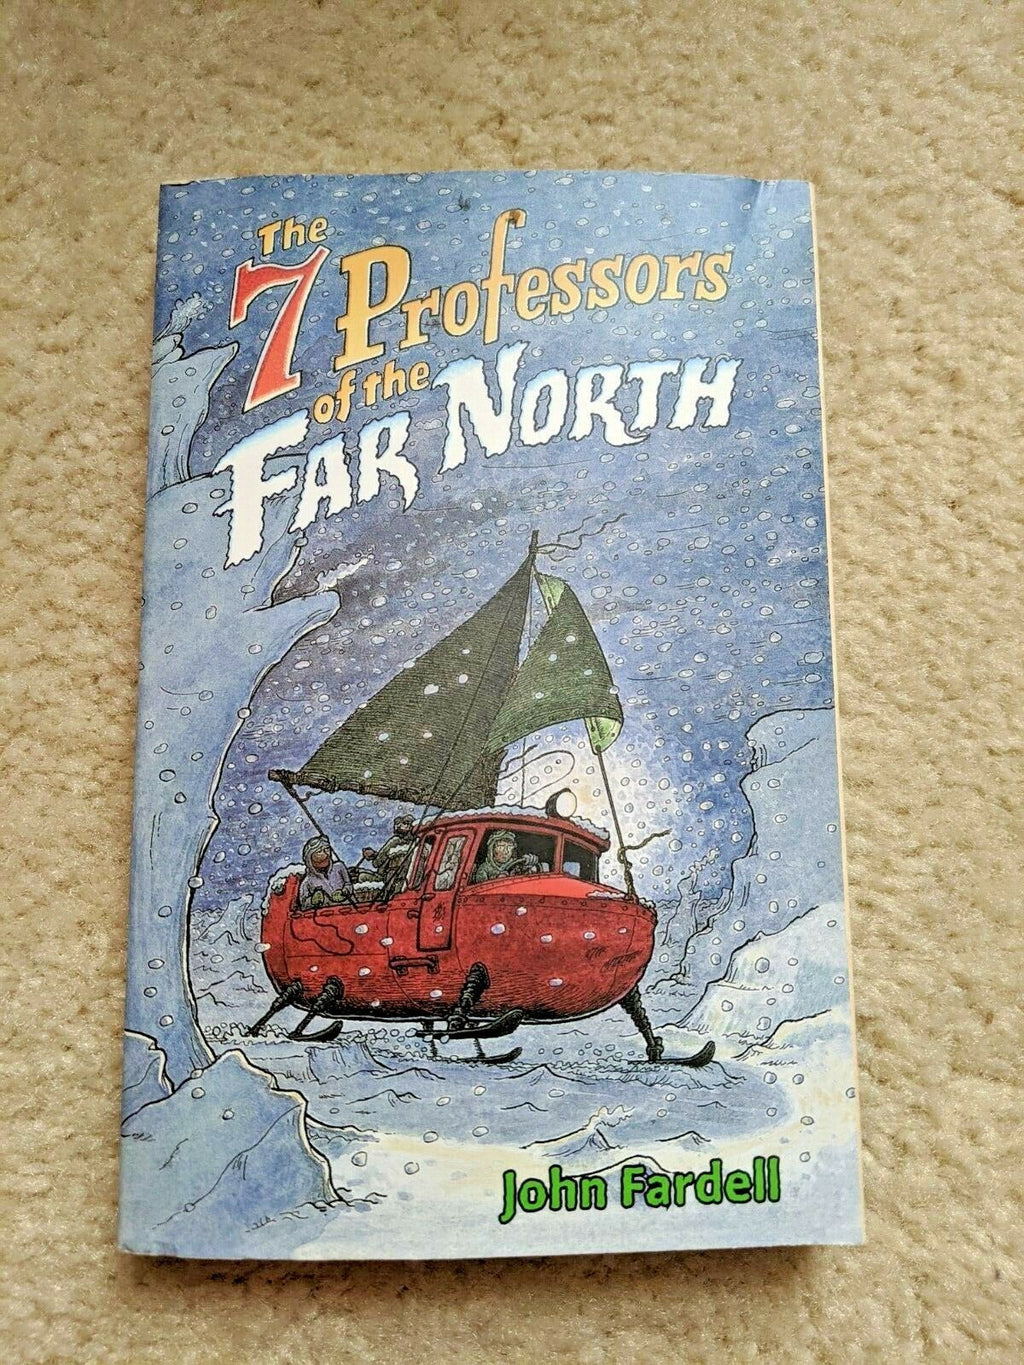 The
7 Professors
of the
FAR NORTH
John Fardell